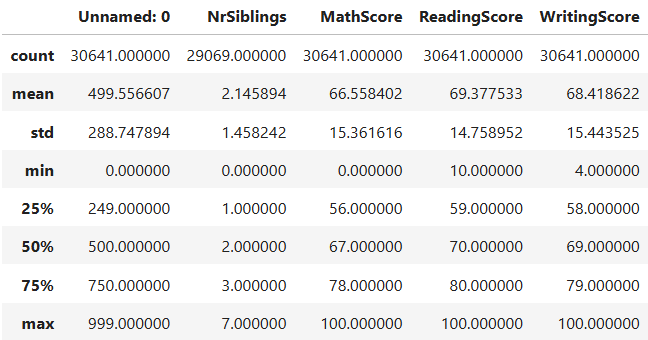 Unnamed: 0 NrSiblings MathScore ReadingScore WritingScore
count 30641.000000 29069.000000 30641.000000 30641.000000 30641.000000
mean 499.556607 2.145894 66.558402 69.377533 68.418622
std 288.747894 1.458242 15.361616 14.758952 15.443525
min 0.000000 0.000000 0.000000 10.000000 4.000000
25% 249.000000 1.000000 56.000000 59.000000 58.000000
50% 500.000000 2.000000 67.000000 70.000000 69.000000
75% 750.000000 3.000000 78.000000 80.000000 79.000000
max 999.000000 7.000000 100.000000 100.000000 100.000000